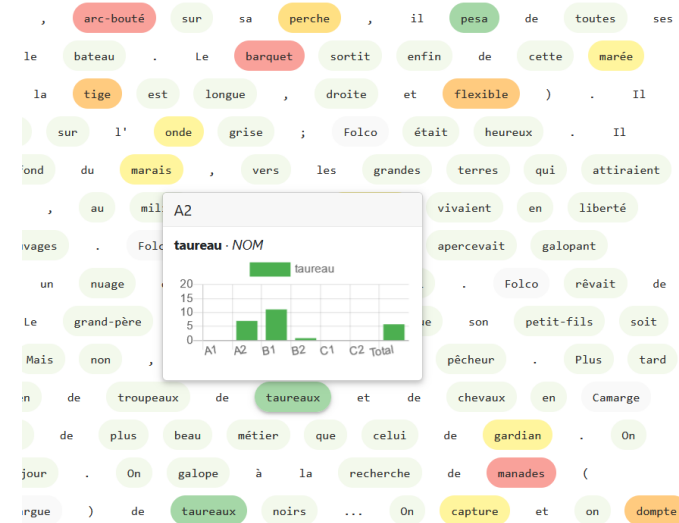 , arc-bouté sur sa perche , il pesa de toutes ses
le bateau . Le barquet sortit enfin de cette marée
la tige est longue , droite et flexible ) . Il
sur l' onde grise ; Folco était heureux . Il
du marais , vers les grandes terres qui attiraient
, au vivaient en liberté
A2
. apercevait galopant
taureau · NOM
taureau
un nuage . Folco rêvait de
20
15
10
5
0
A1 A2 B1 B2 C1 C2 Total
Le grand-père son petit-fils soit
Mais non , pêcheur . Plus tard
de troupeaux de taureaux et de chevaux en Camargue
de plus beau métier que celui de gardian . On
. On galope à la recherche de manades (
) de taureaux noirs ... On capture et on dompte